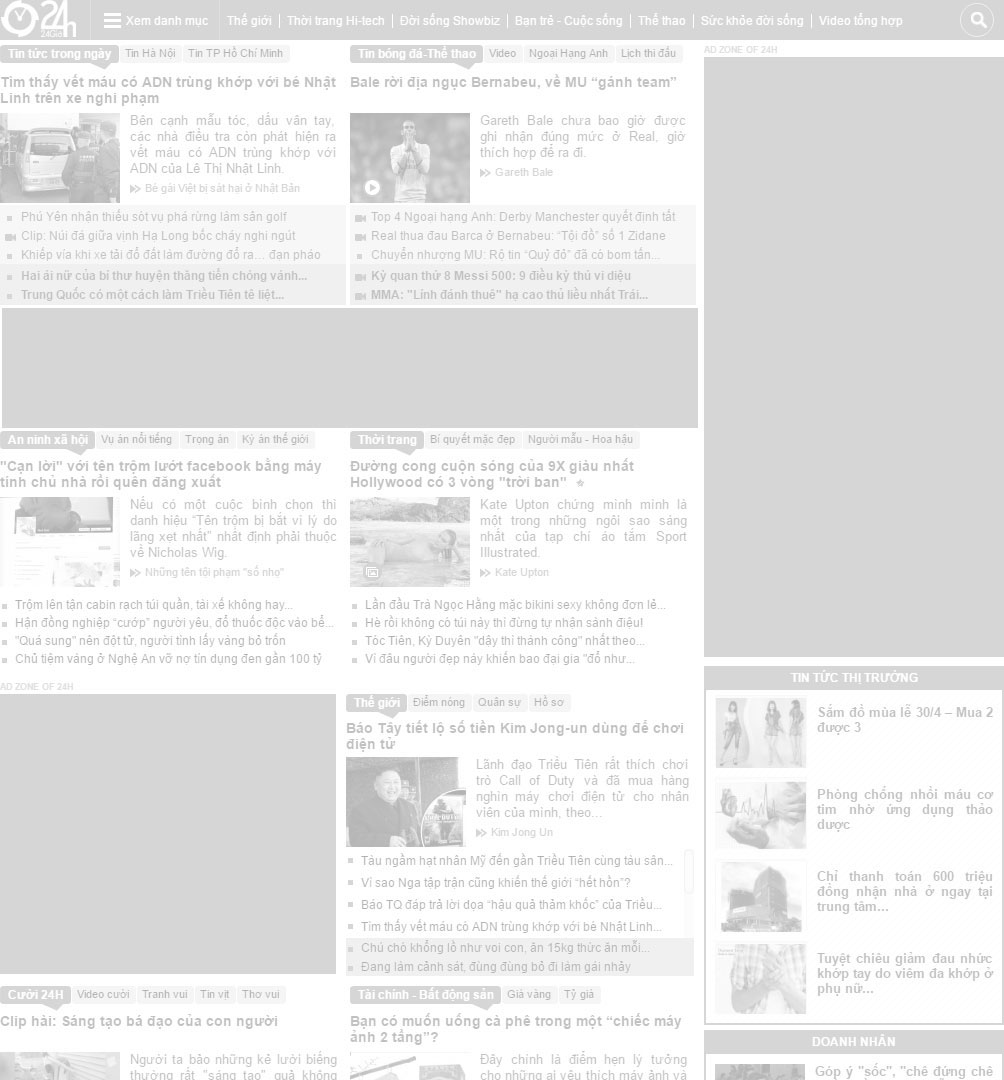 24h
24H.COM.VN
Xem danh mục
Thế giới
Thời trang Hi-tech
Đời sống Showbiz
Bạn trẻ - Cuộc sống
Thể thao
Sức khỏe đời sống
Video tổng hợp
Tin tức trong ngày
Tin Hà Nội
Tin TP Hồ Chí Minh
Tìm thấy vết máu có ADN trùng khớp với bé Nhật
Linh trên xe nghi phạm
Bên cạnh mẫu tóc, dấu vân tay,
các nhà điều tra còn phát hiện ra
vết máu có ADN trùng khớp với
ADN của Lê Thị Nhật Linh.
Bé gái Việt bị sát hại ở Nhật Bản
Phú Yên nhận thiếu sót vụ phá rừng làm sân golf
Clip: Núi đá giữa vịnh Hạ Long bốc cháy nghi ngút
Khiếp vía khi xe tải đổ đất làm đường đổ ra... đạn pháo
Hai ái nữ của bí thư huyện thăng tiến chóng vánh...
Trung Quốc có một cách làm Triều Tiên tê liệt...
Tin bóng đá-Thể thao
Video
Ngoại Hạng Anh
Lịch thi đấu
Bale rời địa ngục Bernabeu, về MU “gánh team”
Gareth Bale chưa bao giờ được
ghi nhận đúng mức ở Real, giờ
thích hợp để ra đi.
Gareth Bale
Top 4 Ngoại hạng Anh: Derby Manchester quyết định tất
Real thua đau Barca ở Bernabeu: “Tội đồ” số 1 Zidane
Chuyển nhượng MU: Rõ tin “Quỷ đỏ” đã có bom tấn...
Kỳ quan thứ 8 Messi 500: 9 điều kỳ thú vi diệu
MMA: "Lính đánh thuê" hạ cao thủ liều nhất Trái...
AD ZONE OF 24H
An ninh xã hội
Vụ án nổi tiếng
Trọng án
Ký án thế giới
"Cạn lời" với tên trộm lướt facebook bằng máy
tính chủ nhà rồi quên đăng xuất
Nếu có một cuộc bình chọn thì
danh hiệu “Tên trộm bị bắt vì lý do
lãng xẹt nhất” nhất định phải thuộc
về Nicholas Wig.
Những tên tội phạm "số nhọ"
Trộm lên tận cabin rạch túi quần, tài xế không hay...
Hận đồng nghiệp “cướp” người yêu, đổ thuốc độc vào bể...
"Quá sung" nên đột tử, người tình lấy vàng bỏ trốn
Chủ tiệm vàng ở Nghệ An vỡ nợ tín dụng đen gần 100 tỷ
Thời trang
Bí quyết mặc đẹp
Người mẫu - Hoa hậu
Đường cong cuộn sóng của 9X giàu nhất
Hollywood có 3 vòng "trời ban"
Kate Upton chứng minh mình là
một trong những ngôi sao sáng
nhất của tạp chí áo tắm Sport
Illustrated.
Kate Upton
Lần đầu Trà Ngọc Hằng mặc bikini sexy không đơn lẻ...
Hè rồi không có túi này thì đừng tự nhận sành điệu!
Tóc Tiên, Kỳ Duyên "dậy thì thành công" nhất theo...
Ví đâu người đẹp này khiến bao đại gia "đổ như...
AD ZONE OF 24H
Thế giới
Điểm nóng
Quân sự
Hồ sơ
Báo Tây tiết lộ số tiền Kim Jong-un dùng để chơi
điện tử
Lãnh đạo Triều Tiên rất thích chơi
trò Call of Duty và đã mua hàng
nghìn máy chơi điện tử cho nhân
viên của mình, theo...
Kim Jong Un
Tàu ngầm hạt nhân Mỹ đến gần Triều Tiên cùng tàu sân...
Vì sao Nga tập trận cũng khiến thế giới “hết hồn”?
Báo TQ đáp trả lời dọa “hậu quả thảm khốc” của Triều...
Tìm thấy vết máu có ADN trùng khớp với bé Nhật Linh...
Chú chó khổng lồ như voi con, ăn 15kg thức ăn mỗi...
Đang làm cảnh sát, đùng đùng bỏ đi làm gái nhảy
TIN TỨC THỊ TRƯỜNG
Sắm đồ mùa lễ 30/4 – Mua 2
được 3
Phòng chống nhồi máu cơ
tim nhờ ứng dụng thảo
dược
Chỉ thanh toán 600 triệu
đồng nhận nhà ở ngay tại
trung tâm...
Tuyệt chiêu giảm đau nhức
khớp tay do viêm đa khớp ở
phụ nữ...
Cười 24H
Video cười
Tranh vui
Tin vịt
Thơ vui
Clip hài: Sáng tạo bá đạo của con người
Người ta bảo những kẻ lười biếng
thường rất "sáng tạo" quả không
Tài chính - Bất động sản
Giá vàng
Tỷ giá
Bạn có muốn uống cà phê trong một “chiếc máy
ảnh 2 tầng”?
Đây chính là điểm hẹn lý tưởng
cho những ai yêu thích máy ảnh và
DOANH NHÂN
Góp ý "sốc", "chê đứng chê